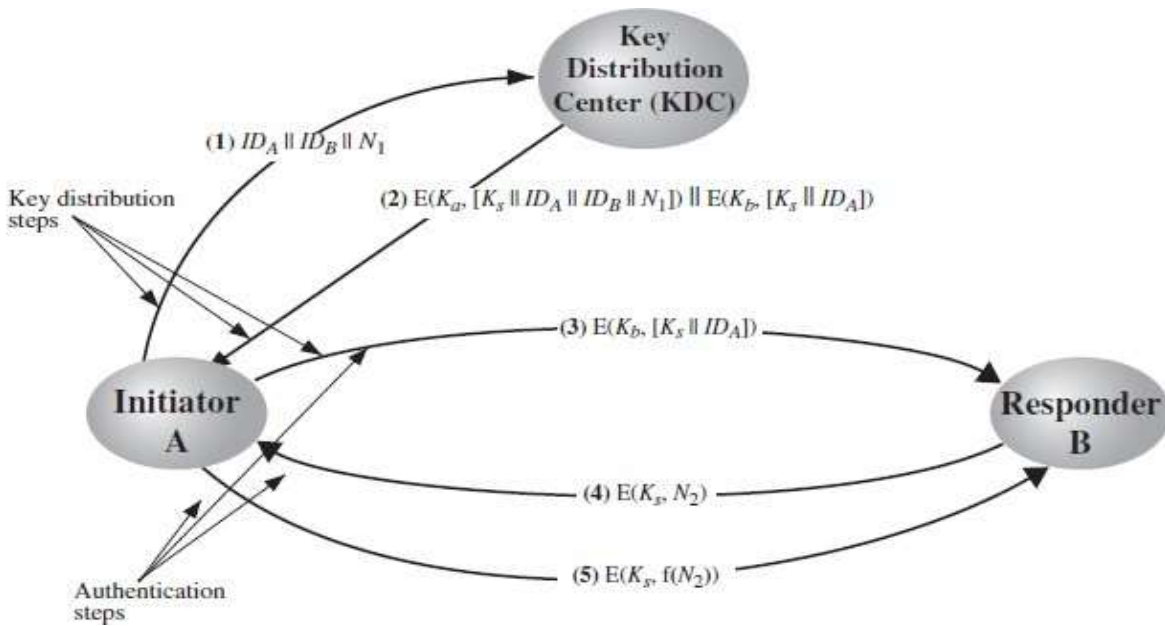 Key
Distribution
Center (KDC)
(1) ID_A || ID_B || N_1
Key distribution
steps
(2) E(K_a, [K_s || ID_A || ID_B || N_1]) || E(K_b, [K_s || ID_A])
(3) E(K_b, [K_s || ID_A])
Initiator
A
Responder
B
(4) E(K_s, N_2)
(5) E(K_s, f(N_2))
Authentication
steps